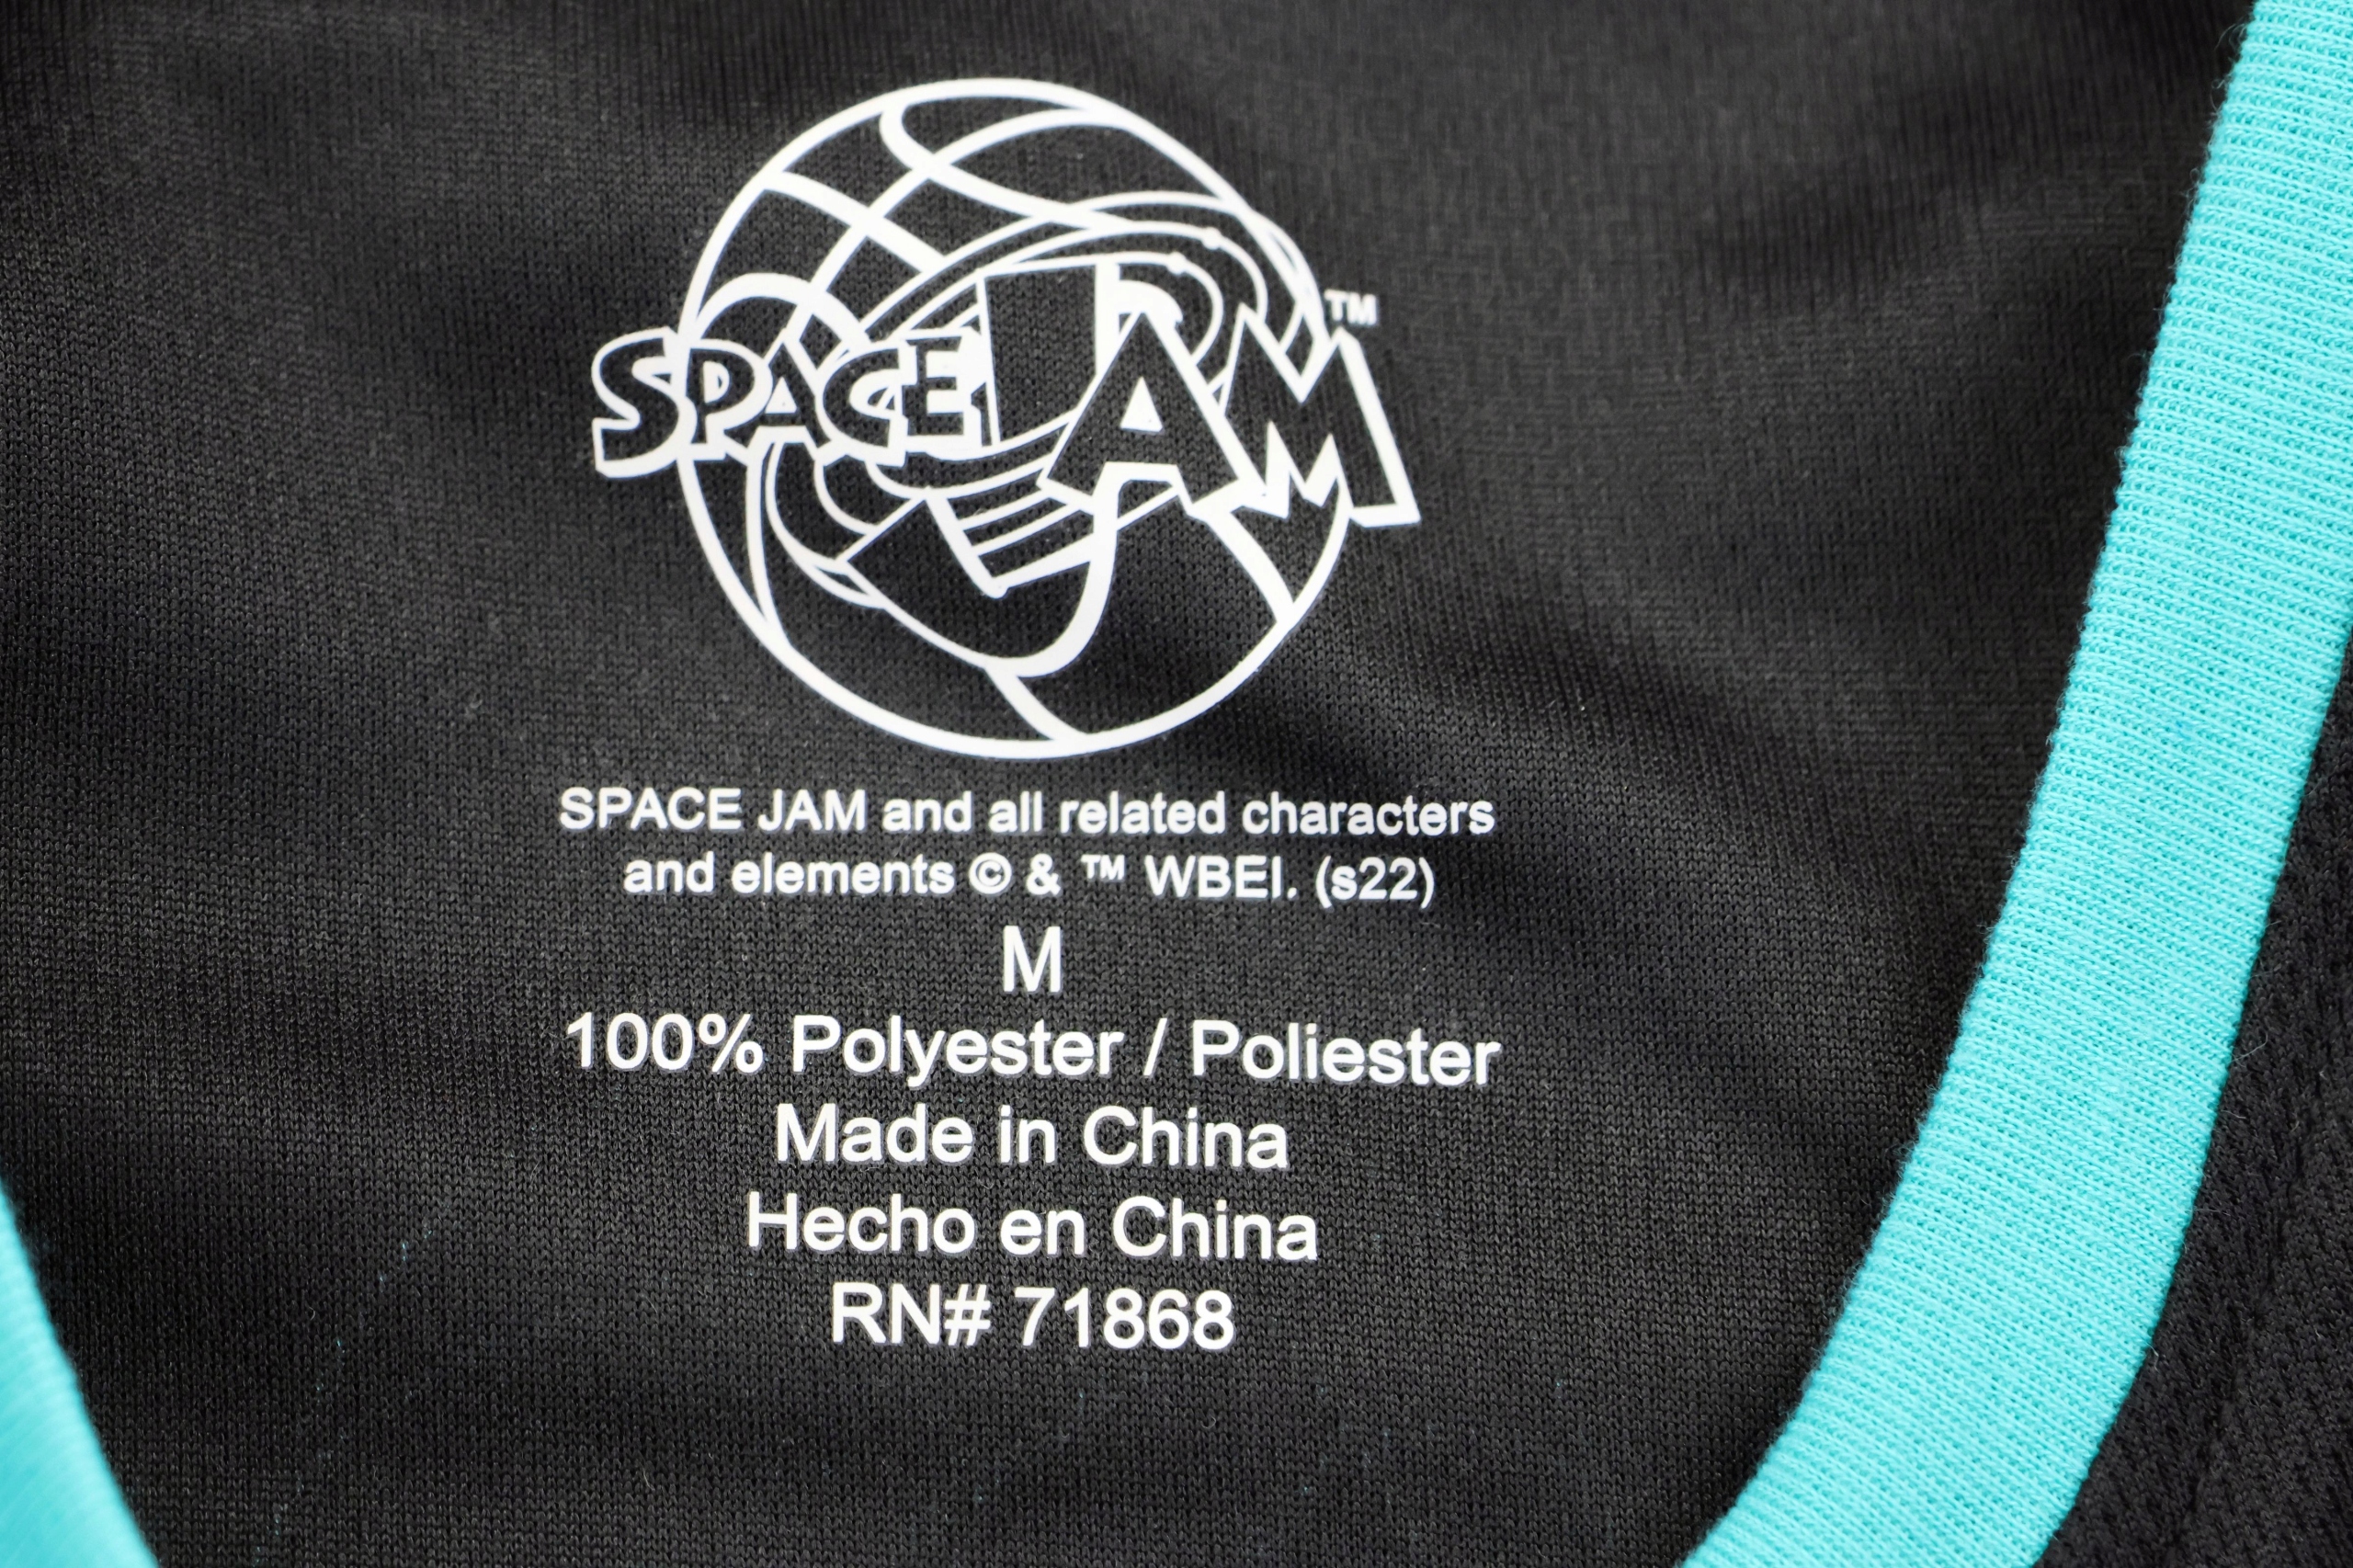 SPACE JAM™
SPACE JAM and all related characters
and elements © & ™ WBEI. (s22)
M
100% Polyester / Poliester
Made in China
Hecho en China
RN# 71868